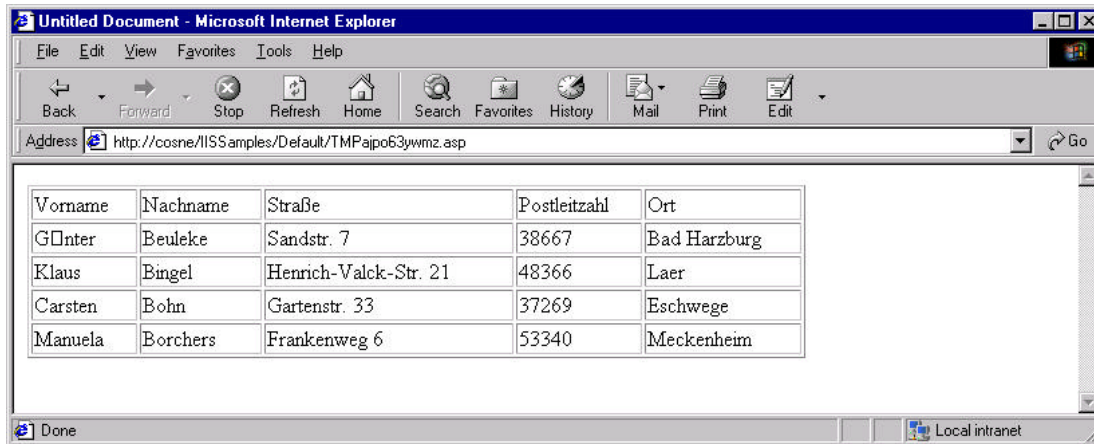 Untitled Document - Microsoft Internet Explorer
File Edit View Favorites Tools Help
Back Forward Stop Refresh Home Search Favorites History Mail Print Edit
Address http://cosne/IISSamples/Default/TMPajpo63ywmz.asp Go
Vorname Nachname Straße Postleitzahl Ort
G□nter Beuleke Sandstr. 7 38667 Bad Harzburg
Klaus Bingel Henrich-Valck-Str. 21 48366 Laer
Carsten Bohn Gartenstr. 33 37269 Eschwege
Manuela Borchers Frankenweg 6 53340 Meckenheim
Done Local intranet